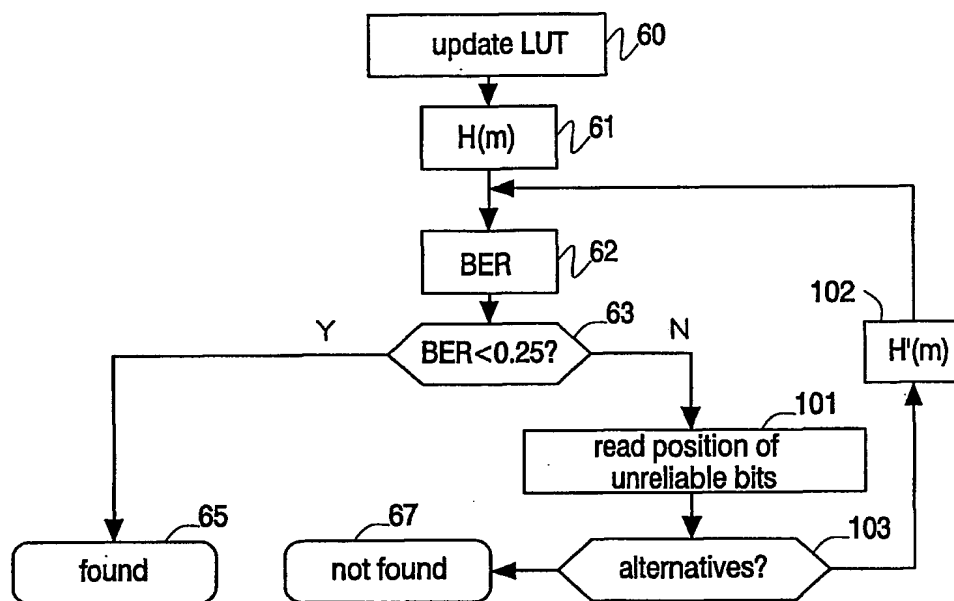 update LUT
60
H(m)
61
BER
62
63
Y
BER<0.25?
N
102
H'(m)
101
read position of
unreliable bits
65
found
67
not found
103
alternatives?